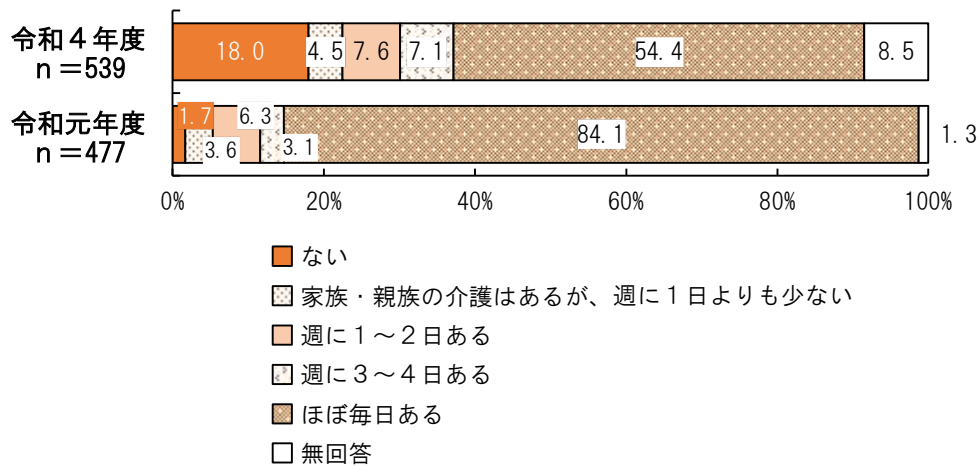 令和４年度
ｎ＝539
18.0 4.5 7.6 7.1 54.4 8.5
令和元年度
ｎ＝477
1.7 3.6 6.3 3.1 84.1 1.3
0% 20% 40% 60% 80% 100%
ない
家族・親族の介護はあるが、週に１日よりも少ない
週に１～２日ある
週に３～４日ある
ほぼ毎日ある
無回答